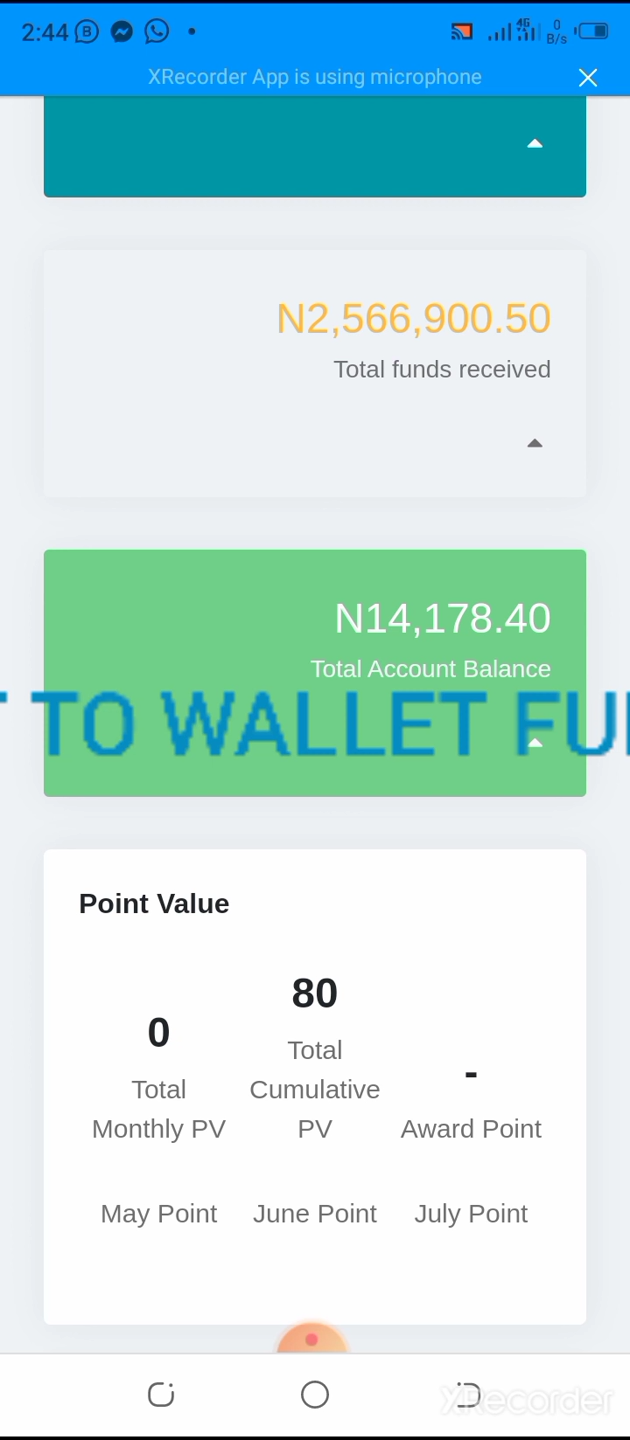 2:44
4G
0
B/s
XRecorder App is using microphone
N2,566,900.50
Total funds received
N14,178.40
Total Account Balance
TO WALLET
Point Value
80
0
Total
Total
Cumulative
-
Monthly PV
PV
Award Point
May Point
June Point
July Point
XRecorder